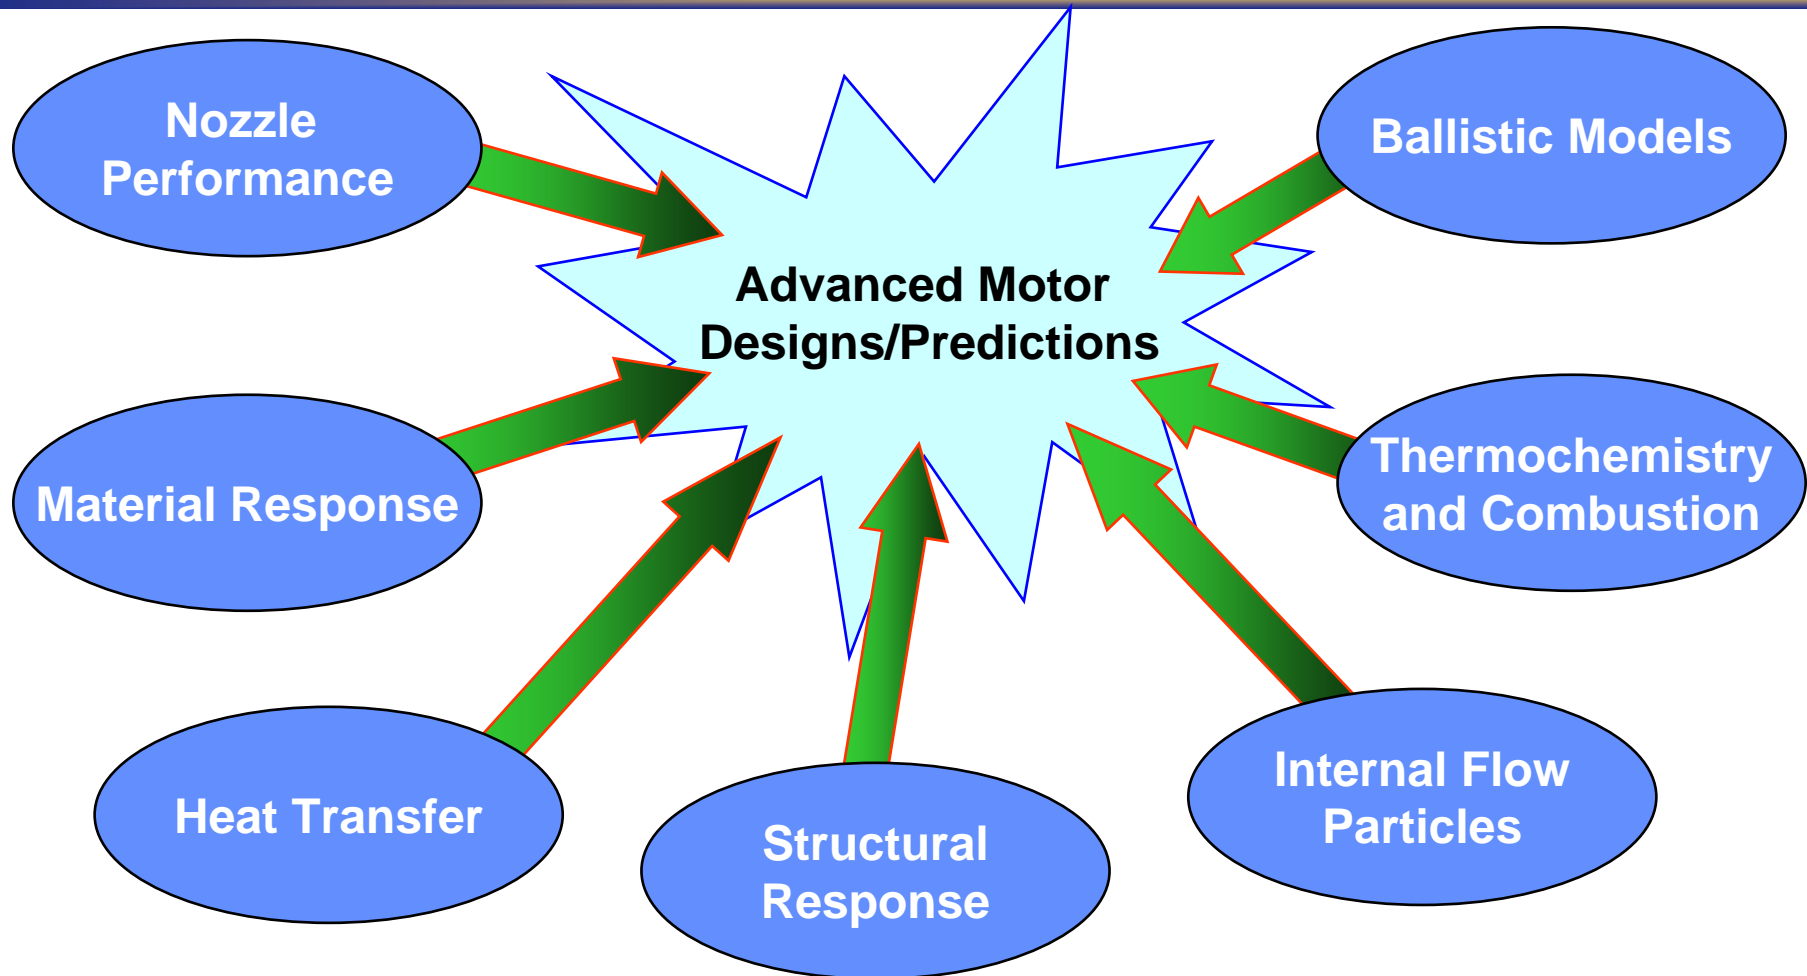 Nozzle
Performance
Ballistic Models
Advanced Motor
Designs/Predictions
Material Response
Thermochemistry
and Combustion
Heat Transfer
Structural
Response
Internal Flow
Particles